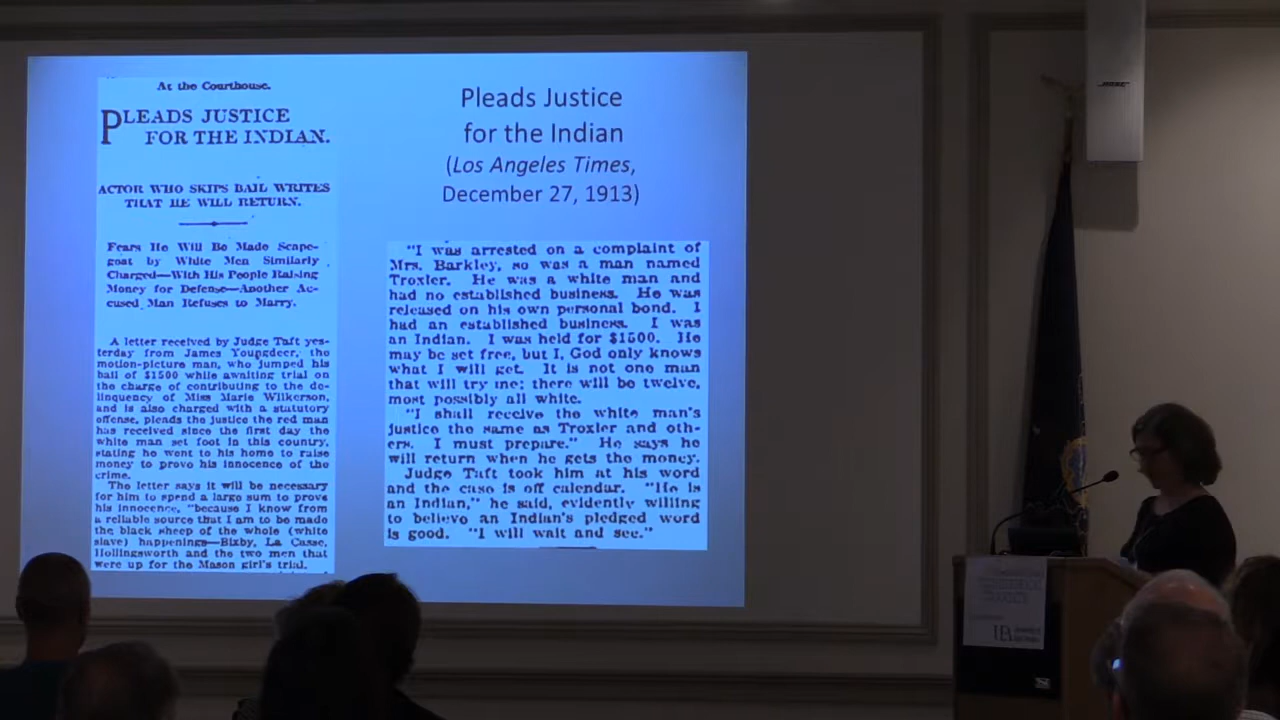 At the Courthouse.
PLEADS JUSTICE
FOR THE INDIAN.
ACTOR WHO SKIPS BAIL WRITES
THAT HE WILL RETURN.
Fears He Will Be Made Scape-
goat by White Men Similarly
Charged—With His People Raising
Money for Defense—Another Ac-
cused Man Refuses to Marry.
A letter received by Judge Taft yes-
terday from James Youngdeer, the
motion-picture man, who jumped his
bail of $1500 while awaiting trial on
the charge of contributing to the de-
linquency of Miss Marie Wilkerson,
and is also charged with a statutory
offense, pleads the justice the red man
has received since the first day the
white man set foot in this country,
stating he went to his home to raise
money to prove his innocence of the
crime.
The letter says it will be necessary
for him to spend a large sum to prove
his innocence, "because I know from
a reliable source that I am to be made
the black sheep of the whole (white
slave) happenings—Bixby, La Casse,
Hollingsworth and the two men that
were up for the Mason girl's trial.
Pleads Justice
for the Indian
(Los Angeles Times,
December 27, 1913)
"I was arrested on a complaint of
Mrs. Barkley, so was a man named
Troxler. He was a white man and
had no established business. He was
released on his own personal bond. I
had an established business. I was
an Indian. I was held for $1500. He
may be set free, but I, God only knows
what I will get. It is not one man
that will try me; there will be twelve,
most possibly all white.
"I shall receive the white man's
justice the same as Troxler and oth-
ers. I must prepare." He says he
will return when he gets the money.
Judge Taft took him at his word
and the case is off calendar. "He is
an Indian," he said, evidently willing
to believe an Indian's pledged word
is good. "I will wait and see."
BOSE